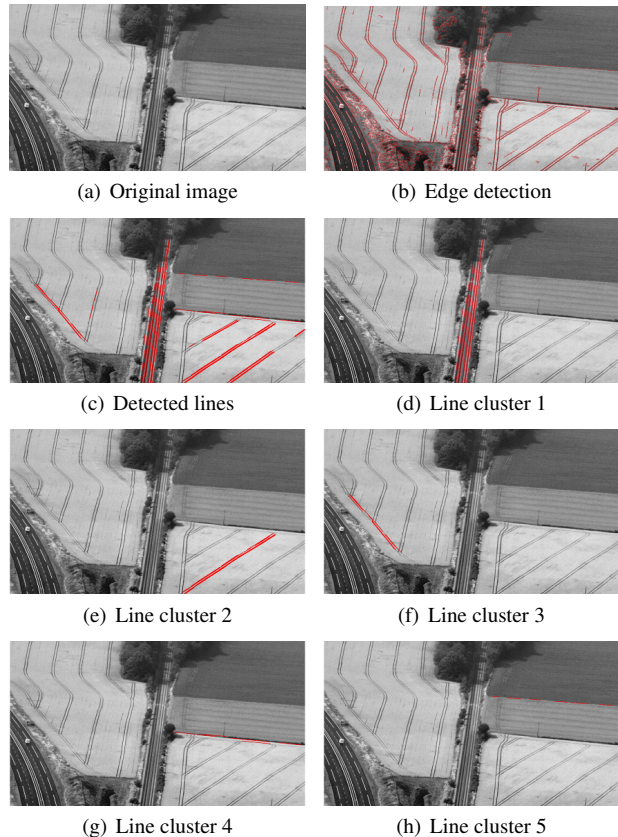 (a) Original image
(b) Edge detection
(c) Detected lines
(d) Line cluster 1
(e) Line cluster 2
(f) Line cluster 3
(g) Line cluster 4
(h) Line cluster 5